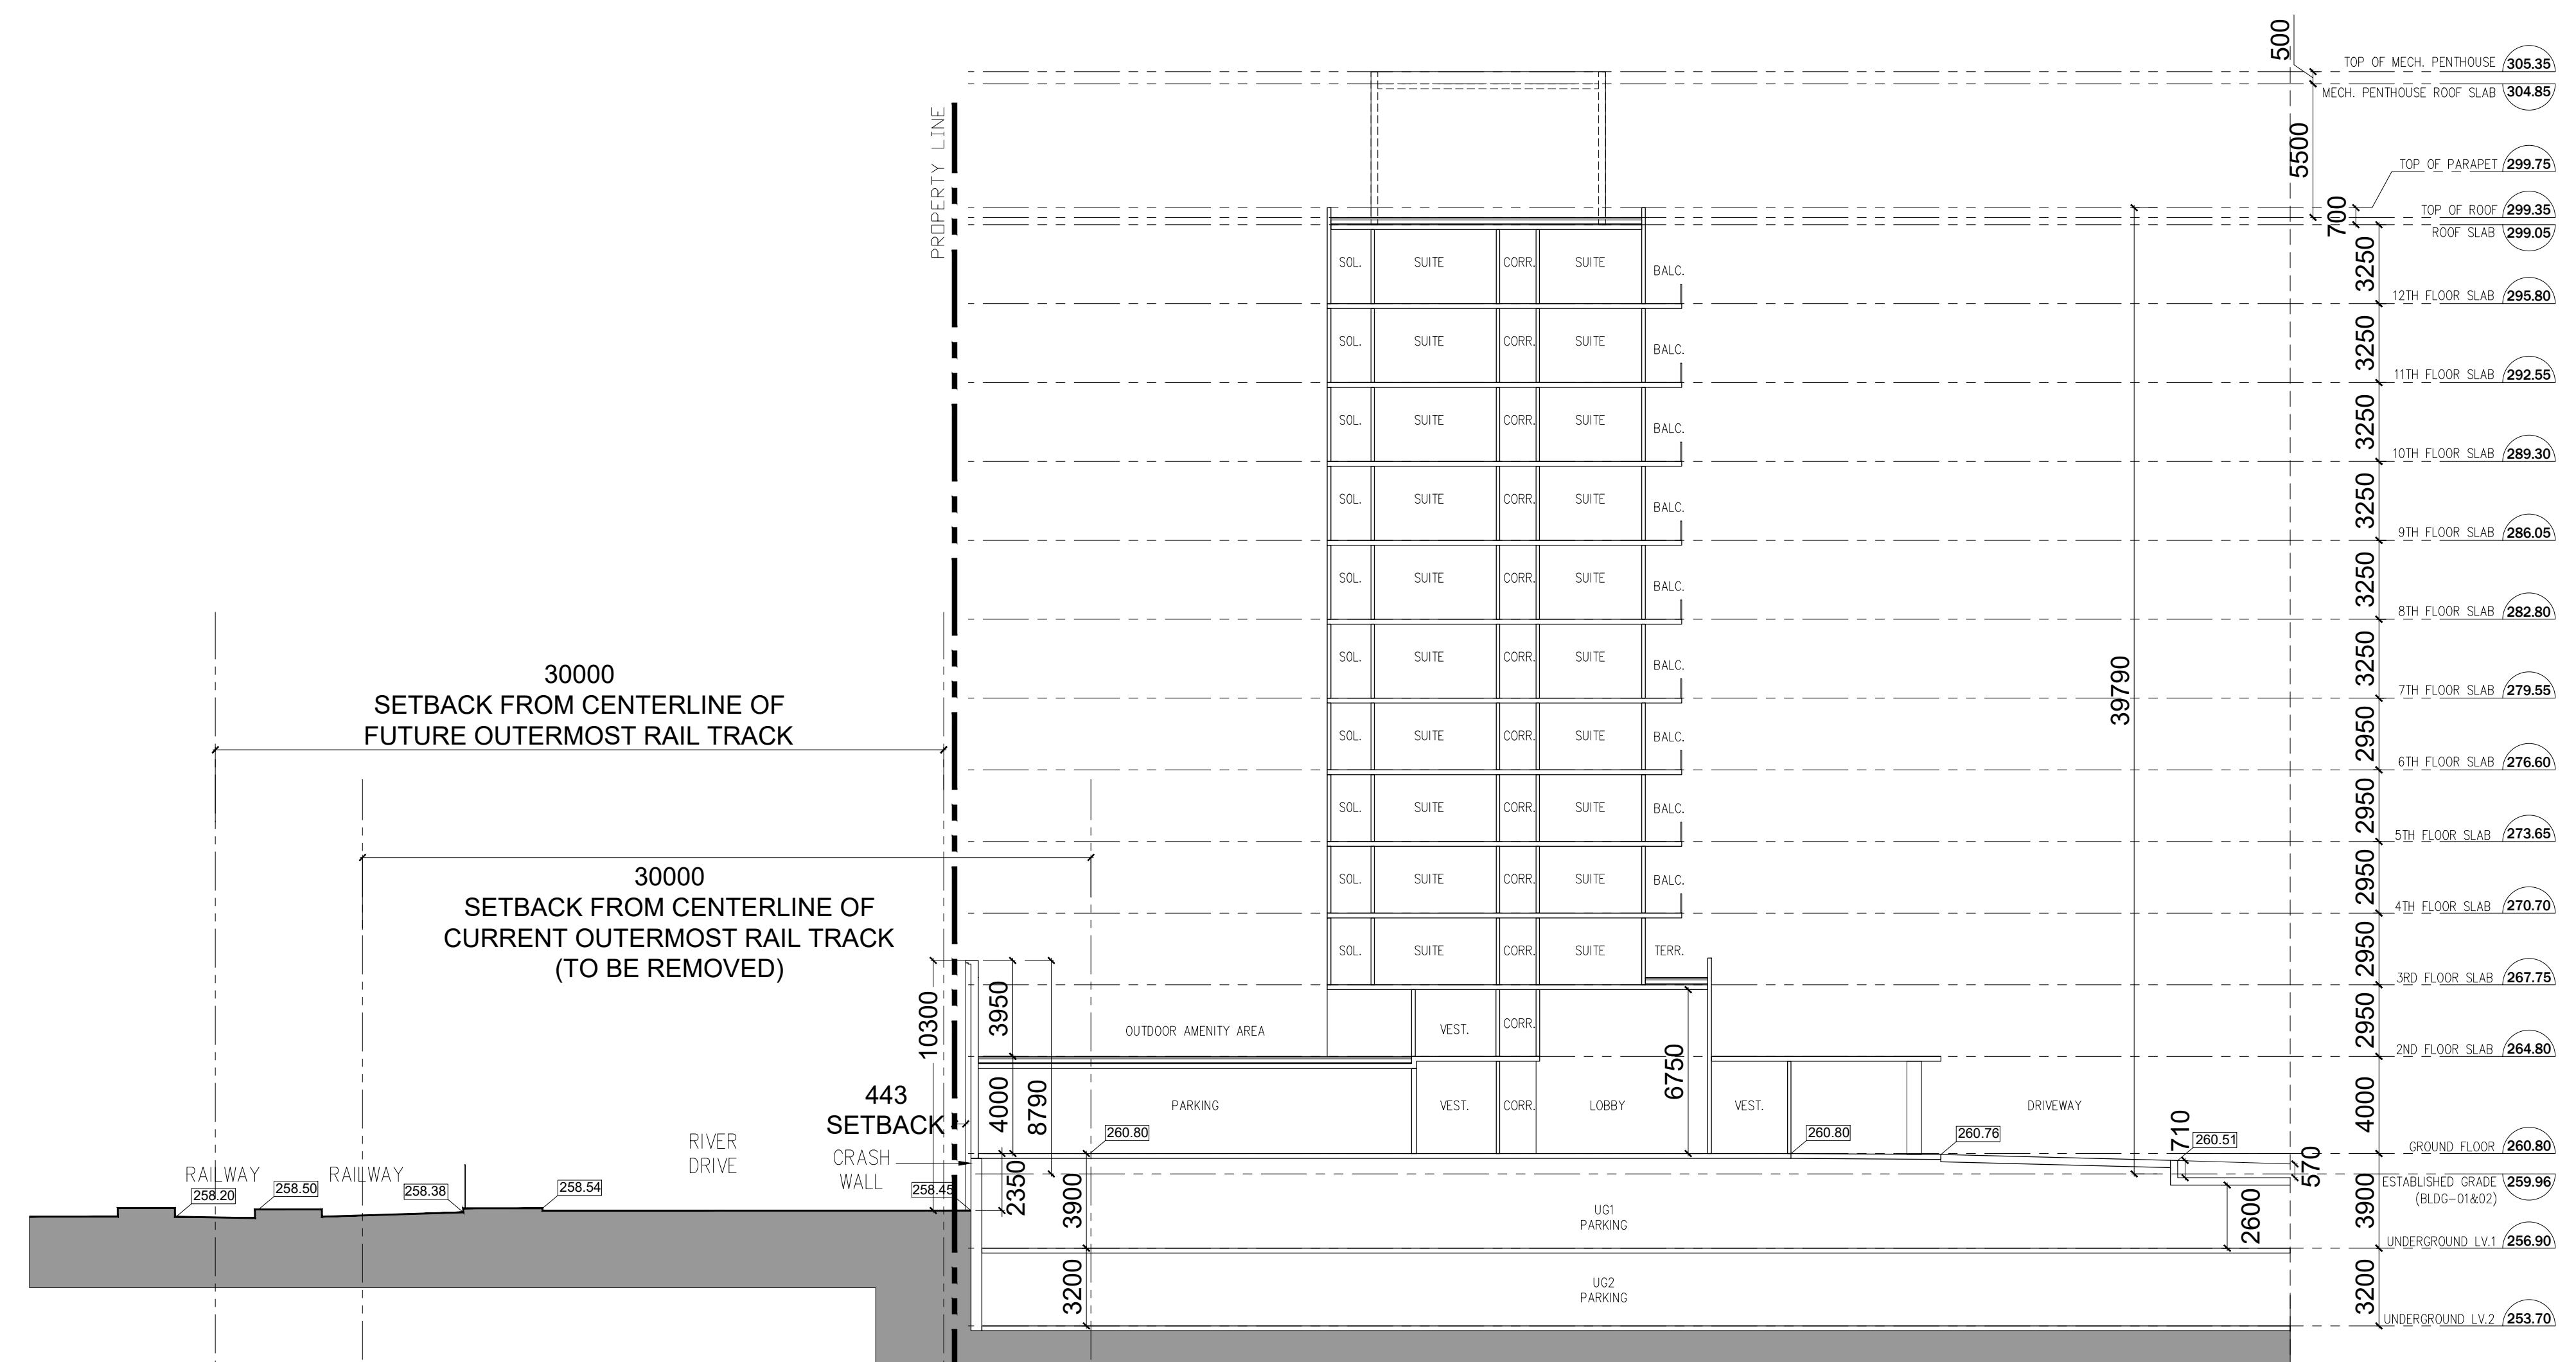 500
TOP OF MECH. PENTHOUSE 305.35
MECH. PENTHOUSE ROOF SLAB 304.85
5500
TOP OF PARAPET 299.75
700
TOP OF ROOF 299.35
ROOF SLAB 299.05
PROPERTY LINE
SOL. SUITE CORR. SUITE BALC.
3250
12TH FLOOR SLAB 295.80
SOL. SUITE CORR. SUITE BALC.
3250
11TH FLOOR SLAB 292.55
SOL. SUITE CORR. SUITE BALC.
3250
10TH FLOOR SLAB 289.30
SOL. SUITE CORR. SUITE BALC.
3250
9TH FLOOR SLAB 286.05
SOL. SUITE CORR. SUITE BALC.
3250
8TH FLOOR SLAB 282.80
SOL. SUITE CORR. SUITE BALC.
3250
7TH FLOOR SLAB 279.55
39790
30000
SETBACK FROM CENTERLINE OF
FUTURE OUTERMOST RAIL TRACK
SOL. SUITE CORR. SUITE BALC.
2950
6TH FLOOR SLAB 276.60
SOL. SUITE CORR. SUITE BALC.
2950
5TH FLOOR SLAB 273.65
30000
SETBACK FROM CENTERLINE OF
CURRENT OUTERMOST RAIL TRACK
(TO BE REMOVED)
SOL. SUITE CORR. SUITE BALC.
2950
4TH FLOOR SLAB 270.70
SOL. SUITE CORR. SUITE TERR.
2950
3RD FLOOR SLAB 267.75
10300
3950
OUTDOOR AMENITY AREA
VEST. CORR.
2950
2ND FLOOR SLAB 264.80
6750
443
SETBACK
4000
8790
PARKING
VEST. CORR. LOBBY VEST.
DRIVEWAY
4000
260.80
260.80
260.76
710
260.51
570
GROUND FLOOR 260.80
RIVER
DRIVE
CRASH
WALL
RAILWAY
RAILWAY
258.20
258.50
258.38
258.54
258.45
2350
3900
ESTABLISHED GRADE 259.96
(BLDG-01&02)
UG1
PARKING
2600
3900
UNDERGROUND LV.1 256.90
3200
UG2
PARKING
3200
UNDERGROUND LV.2 253.70